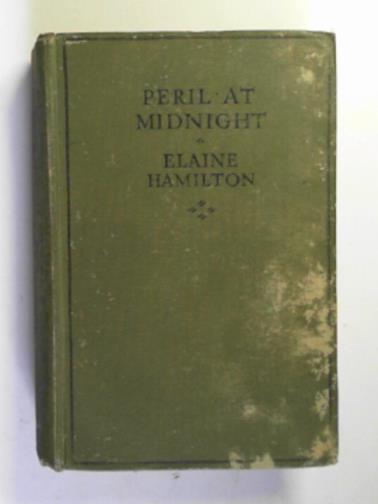 PERIL AT
MIDNIGHT
ELAINE
HAMILTON